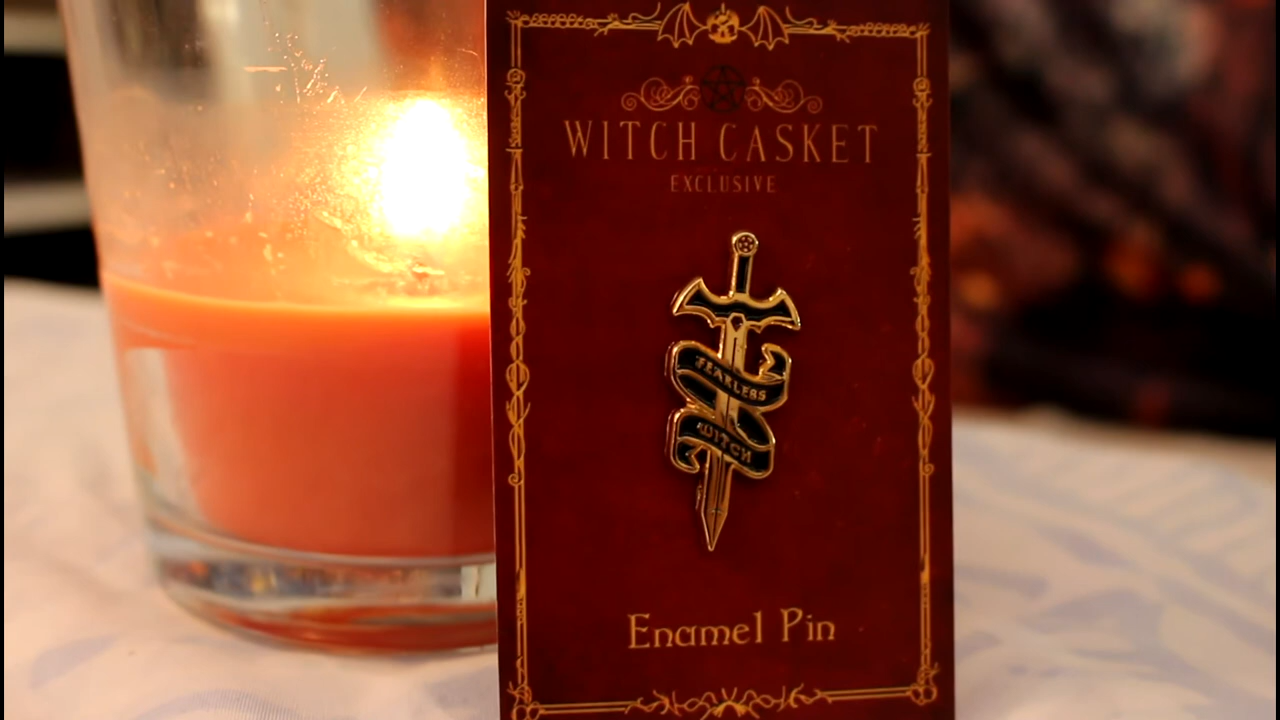 WITCH CASKET
EXCLUSIVE
FEARLESS
WITCH
Enamel Pin